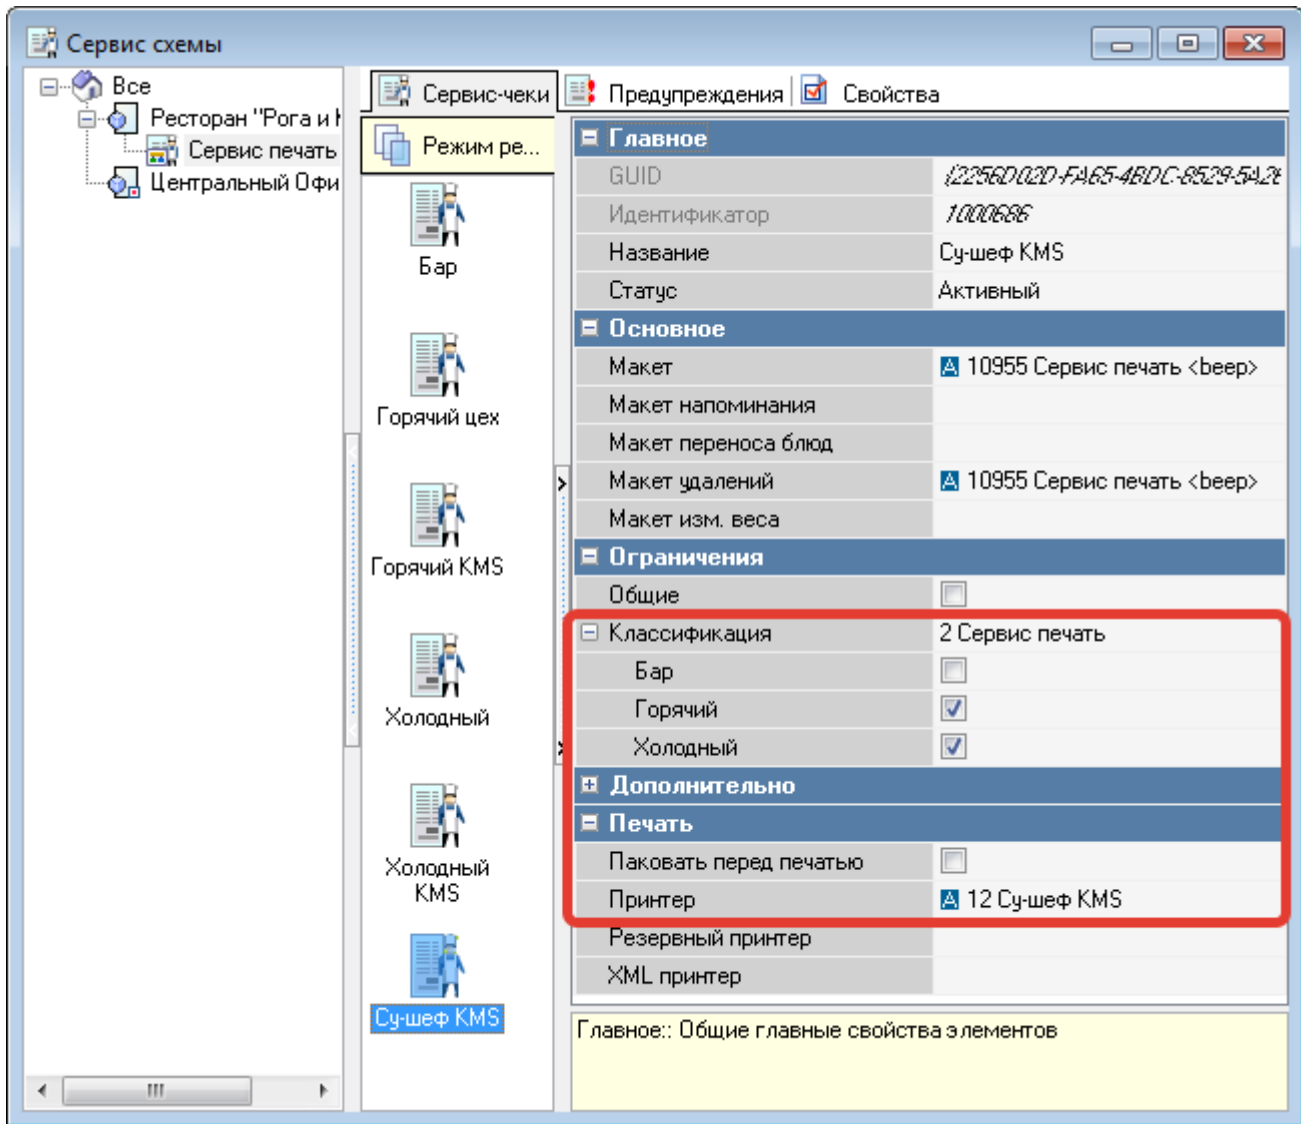 Сервис схемы
Все
Ресторан "Рога и
Сервис печать
Центральный Офи
Сервис-чеки
Предупреждения
Свойства
Режим ре...
Бар
Горячий цех
Горячий KMS
Холодный
Холодный
KMS
Су-шеф KMS
Главное
GUID {2256D02D-FA65-4BDC-8529-5A2
Идентификатор 1000686
Название Су-шеф KMS
Статус Активный
Основное
Макет 10955 Сервис печать <beep>
Макет напоминания
Макет переноса блюд
Макет удалений 10955 Сервис печать <beep>
Макет изм. веса
Ограничения
Общие
Классификация 2 Сервис печать
Бар
Горячий
Холодный
Дополнительно
Печать
Паковать перед печатью
Принтер 12 Су-шеф KMS
Резервный принтер
XML принтер
Главное:: Общие главные свойства элементов